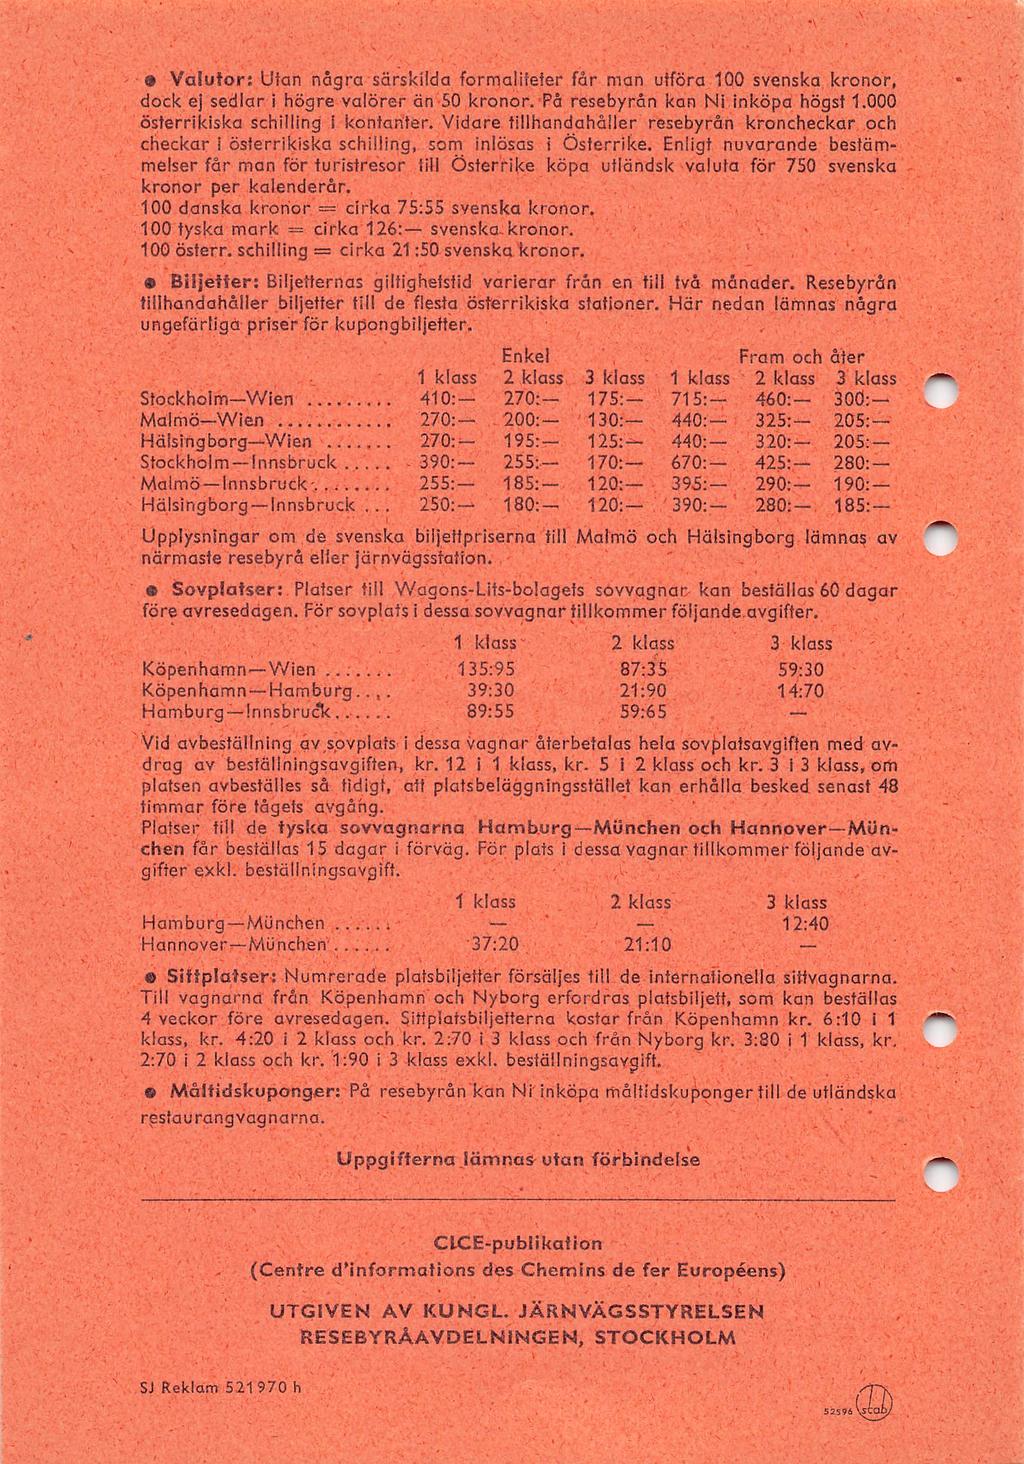 • Valutor: Utan några särskilda formaliteter får man utföra 100 svenska kronor,
dock ej sedlar i högre valörer än 50 kronor. På resebyrån kan Ni inköpa högst 1.000
österrikiska schilling i kontanter. Vidare tillhandahåller resebyrån kroncheckar och
checkar i österrikiska schilling, som inlösas i Österrike. Enligt nuvarande bestäm-
melser får man för turistresor till Österrike köpa utländsk valuta för 750 svenska
kronor per kalenderår.
100 danska kronor = cirka 75:55 svenska kronor.
100 tyska mark = cirka 126:— svenska kronor.
100 österr. schilling = cirka 21:50 svenska kronor.
• Biljetter: Biljetternas giltighetstid varierar från en till två månader. Resebyrån
tillhandahåller biljetter till de flesta österrikiska stationer. Här nedan lämnas några
ungefärliga priser för kupongbiljetter.
Enkel Fram och åter
1 klass 2 klass 3 klass 1 klass 2 klass 3 klass
Stockholm—Wien ......... 410:— 270:— 175:— 715:— 460:— 300:—
Malmö—Wien ............ 270:— 200:— 130:— 440:— 325:— 205:—
Hälsingborg—Wien ....... 270:— 195:— 125:— 440:— 320:— 205:—
Stockholm—Innsbruck ..... 390:— 255:— 170:— 670:— 425:— 280:—
Malmö—Innsbruck ........ 255:— 185:— 120:— 395:— 290:— 190:—
Hälsingborg—Innsbruck ... 250:— 180:— 120:— 390:— 280:— 185:—
Upplysningar om de svenska biljettpriserna till Malmö och Hälsingborg lämnas av
närmaste resebyrå eller järnvägsstation.
• Sovplatser: Platser till Wagons-Lits-bolagets sovvagnar kan beställas 60 dagar
före avresedagen. För sovplats i dessa sovvagnar tillkommer följande avgifter.
1 klass 2 klass 3 klass
Köpenhamn—Wien ....... 135:95 87:35 59:30
Köpenhamn—Hamburg.... 39:30 21:90 14:70
Hamburg—Innsbruck...... 89:55 59:65 —
Vid avbeställning av sovplats i dessa vagnar återbetalas hela sovplatsavgiften med av-
drag av beställningsavgiften, kr. 12 i 1 klass, kr. 5 i 2 klass och kr. 3 i 3 klass, om
platsen avbeställes så tidigt, att platsbeläggningsstället kan erhålla besked senast 48
timmar före tågets avgång.
Platser till de tyska sovvagnarna Hamburg—München och Hannover—Mün-
chen får beställas 15 dagar i förväg. För plats i dessa vagnar tillkommer följande av-
gifter exkl. beställningsavgift.
1 klass 2 klass 3 klass
Hamburg—München ...... — — 12:40
Hannover—München ...... 37:20 21:10 —
• Sittplatser: Numrerade platsbiljetter försäljes till de internationella sittvagnarna.
Till vagnarna från Köpenhamn och Nyborg erfordras platsbiljett, som kan beställas
4 veckor före avresedagen. Sittplatsbiljetterna kostar från Köpenhamn kr. 6:10 i 1
klass, kr. 4:20 i 2 klass och kr. 2:70 i 3 klass och från Nyborg kr. 3:80 i 1 klass, kr.
2:70 i 2 klass och kr. 1:90 i 3 klass exkl. beställningsavgift.
• Måltidskuponger: På resebyrån kan Ni inköpa måltidskuponger till de utländska
restaurangvagnarna.
Uppgifterna lämnas utan förbindelse
CICE-publikation
(Centre d'informations des Chemins de fer Européens)
UTGIVEN AV KUNGL. JÄRNVÄGSSTYRELSEN
RESEBYRÅAVDELNINGEN, STOCKHOLM
SJ Reklam 521970 h
52596 stab